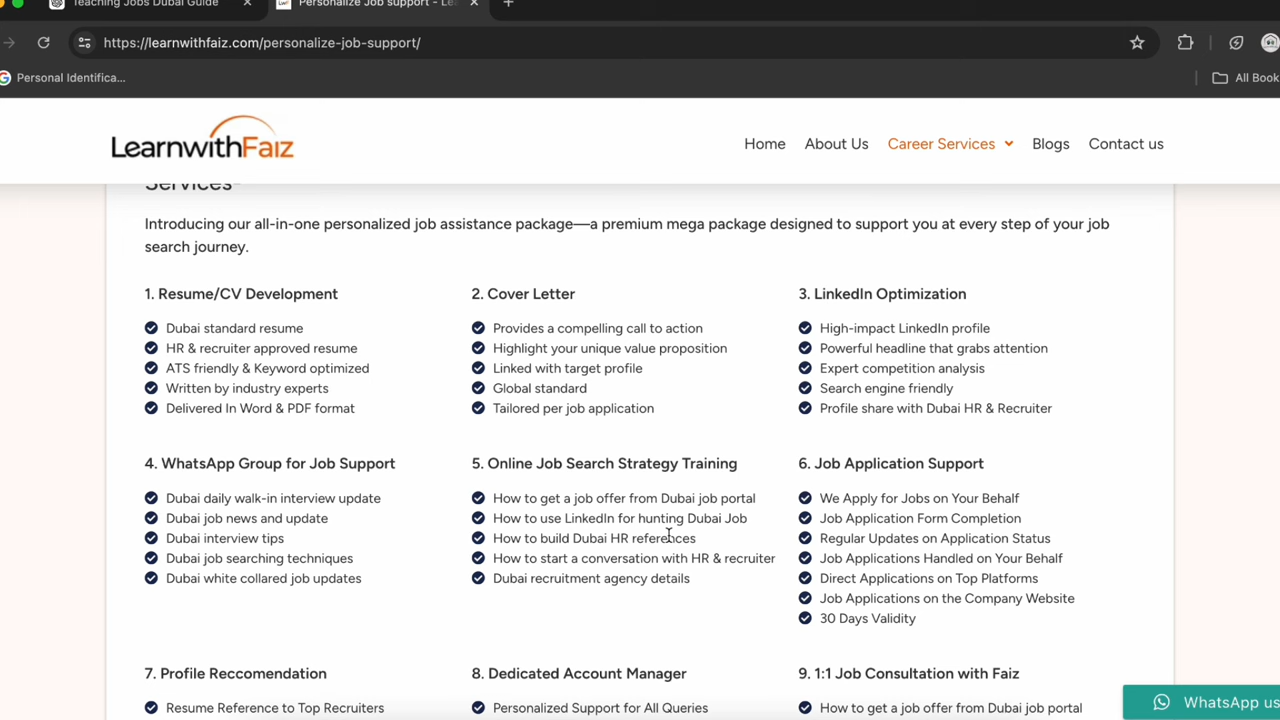 Teaching Jobs Dubai Guide
Personalize Job support - Le
https://learnwithfaiz.com/personalize-job-support/
Personal Identifica...
All Book
LearnwithFaiz
Home
About Us
Career Services
Blogs
Contact us
Services-
Introducing our all-in-one personalized job assistance package—a premium mega package designed to support you at every step of your job
search journey.
1. Resume/CV Development
Dubai standard resume
HR & recruiter approved resume
ATS friendly & Keyword optimized
Written by industry experts
Delivered In Word & PDF format
2. Cover Letter
Provides a compelling call to action
Highlight your unique value proposition
Linked with target profile
Global standard
Tailored per job application
3. LinkedIn Optimization
High-impact LinkedIn profile
Powerful headline that grabs attention
Expert competition analysis
Search engine friendly
Profile share with Dubai HR & Recruiter
4. WhatsApp Group for Job Support
Dubai daily walk-in interview update
Dubai job news and update
Dubai interview tips
Dubai job searching techniques
Dubai white collared job updates
5. Online Job Search Strategy Training
How to get a job offer from Dubai job portal
How to use LinkedIn for hunting Dubai Job
How to build Dubai HR references
How to start a conversation with HR & recruiter
Dubai recruitment agency details
6. Job Application Support
We Apply for Jobs on Your Behalf
Job Application Form Completion
Regular Updates on Application Status
Job Applications Handled on Your Behalf
Direct Applications on Top Platforms
Job Applications on the Company Website
30 Days Validity
7. Profile Reccomendation
Resume Reference to Top Recruiters
8. Dedicated Account Manager
Personalized Support for All Queries
9. 1:1 Job Consultation with Faiz
How to get a job offer from Dubai job portal
WhatsApp us